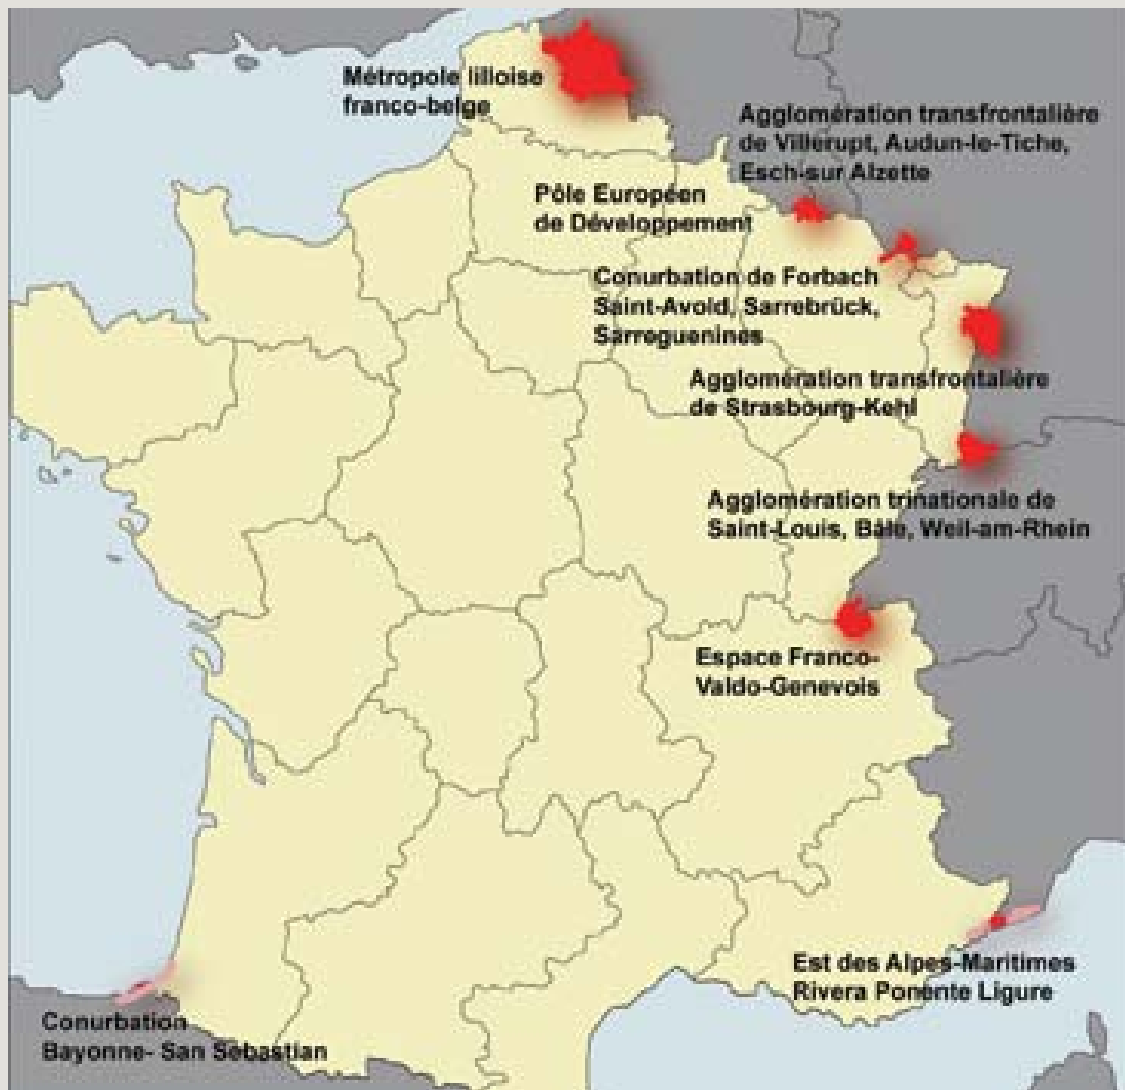 Métropole lilloise
franco-belge
Agglomération transfrontalière
de Villerupt, Audun-le-Tiche,
Esch-sur Alzette
Pôle Européen
de Développement
Conurbation de Forbach
Saint-Avold, Sarrebrück,
Sarreguenines
Agglomération transfrontalière
de Strasbourg-Kehl
Agglomération trinationale de
Saint-Louis, Bâle, Weil-am-Rhein
Espace Franco-
Valdo-Genevois
Est des Alpes-Maritimes
Rivera Ponente Ligure
Conurbation
Bayonne- San Sebastian